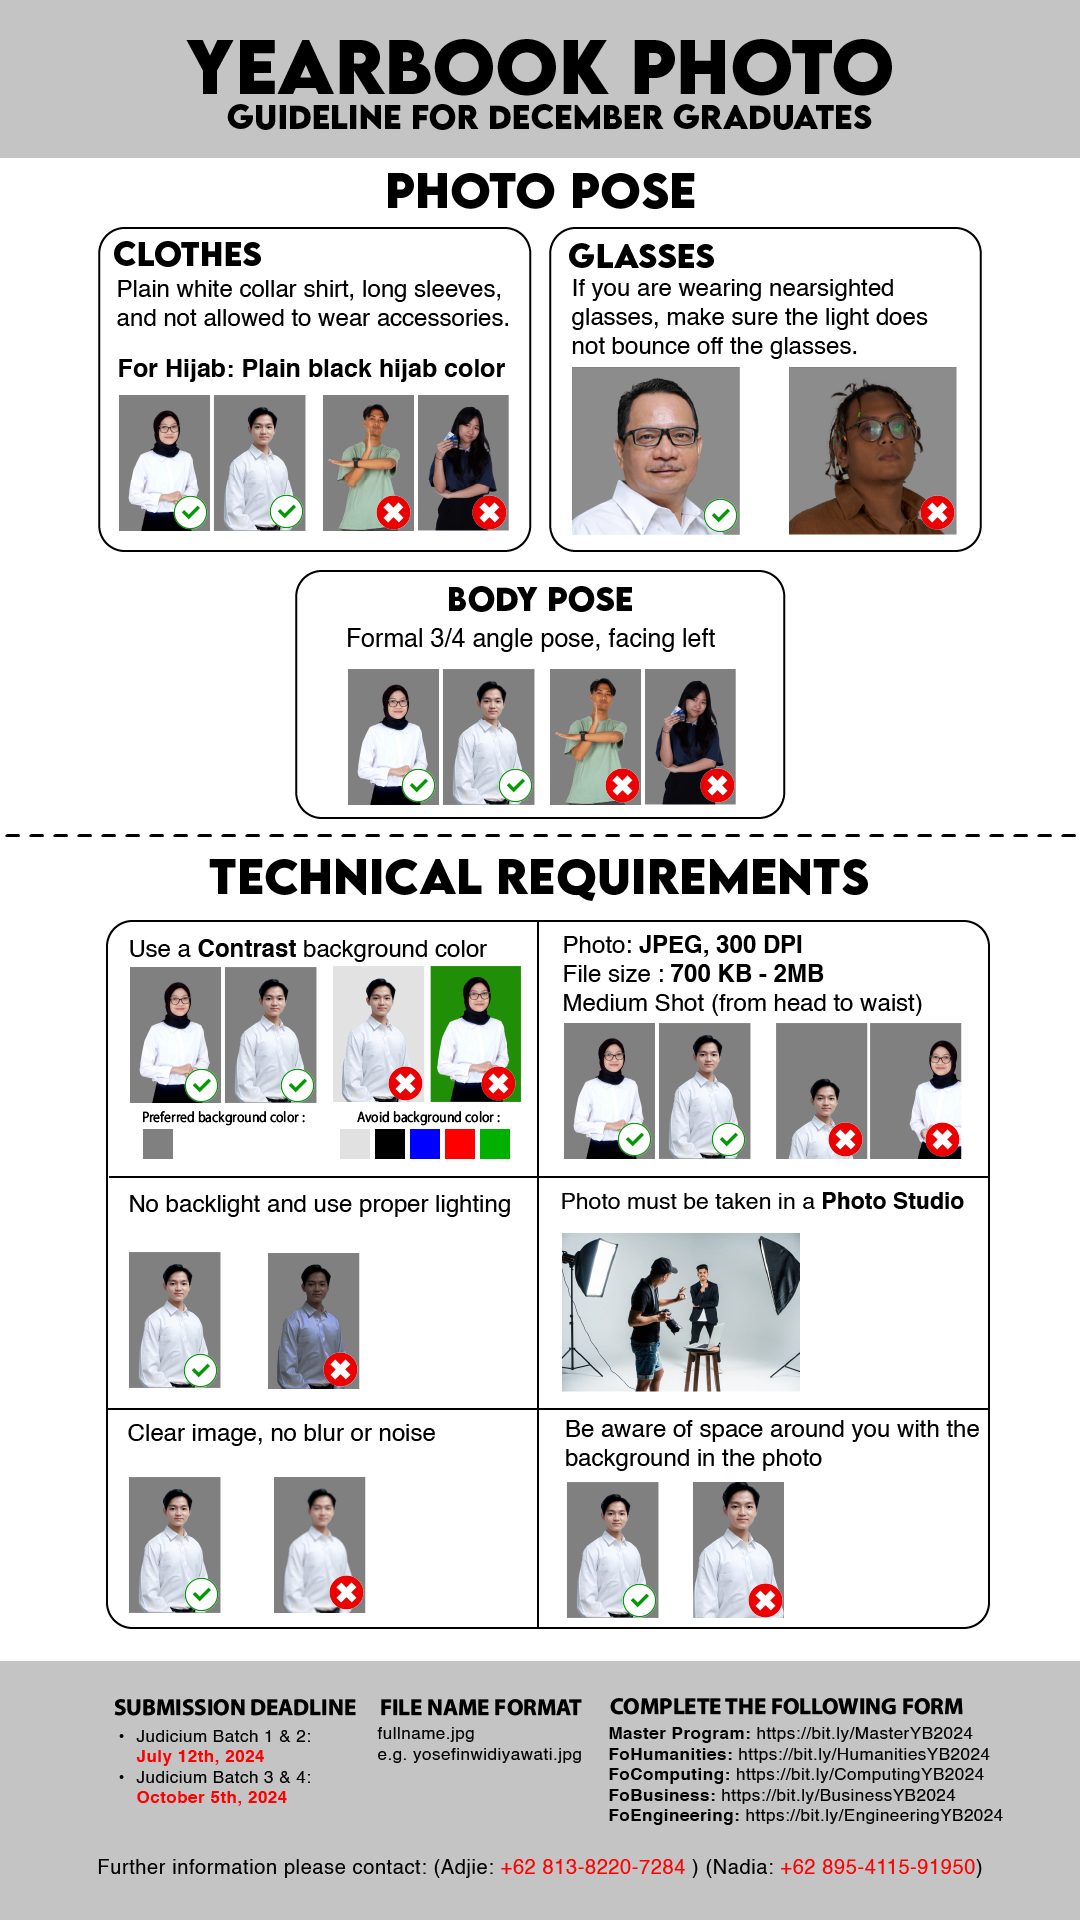 YEARBOOK PHOTO
GUIDELINE FOR DECEMBER GRADUATES
PHOTO POSE
CLOTHES
Plain white collar shirt, long sleeves,
and not allowed to wear accessories.
For Hijab: Plain black hijab color
GLASSES
If you are wearing nearsighted
glasses, make sure the light does
not bounce off the glasses.
BODY POSE
Formal 3/4 angle pose, facing left
TECHNICAL REQUIREMENTS
Use a Contrast background color
Preferred background color :
Avoid background color :
Photo: JPEG, 300 DPI
File size : 700 KB - 2MB
Medium Shot (from head to waist)
No backlight and use proper lighting
Photo must be taken in a Photo Studio
Clear image, no blur or noise
Be aware of space around you with the
background in the photo
SUBMISSION DEADLINE
• Judicium Batch 1 & 2:
July 12th, 2024
• Judicium Batch 3 & 4:
October 5th, 2024
FILE NAME FORMAT
fullname.jpg
e.g. yosefinwidiyawati.jpg
COMPLETE THE FOLLOWING FORM
Master Program: https://bit.ly/MasterYB2024
FoHumanities: https://bit.ly/HumanitiesYB2024
FoComputing: https://bit.ly/ComputingYB2024
FoBusiness: https://bit.ly/BusinessYB2024
FoEngineering: https://bit.ly/EngineeringYB2024
Further information please contact: (Adjie: +62 813-8220-7284 ) (Nadia: +62 895-4115-91950)